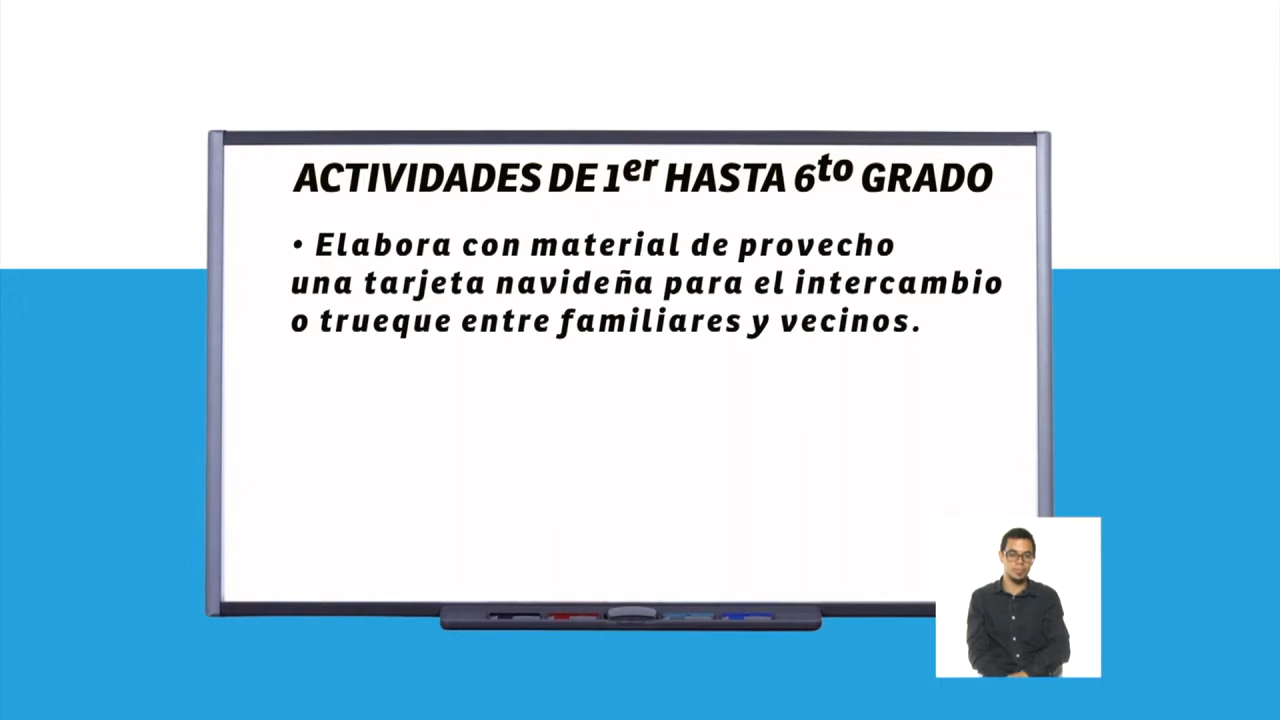 ACTIVIDADES DE 1er HASTA 6to GRADO
• Elabora con material de provecho
una tarjeta navideña para el intercambio
o trueque entre familiares y vecinos.